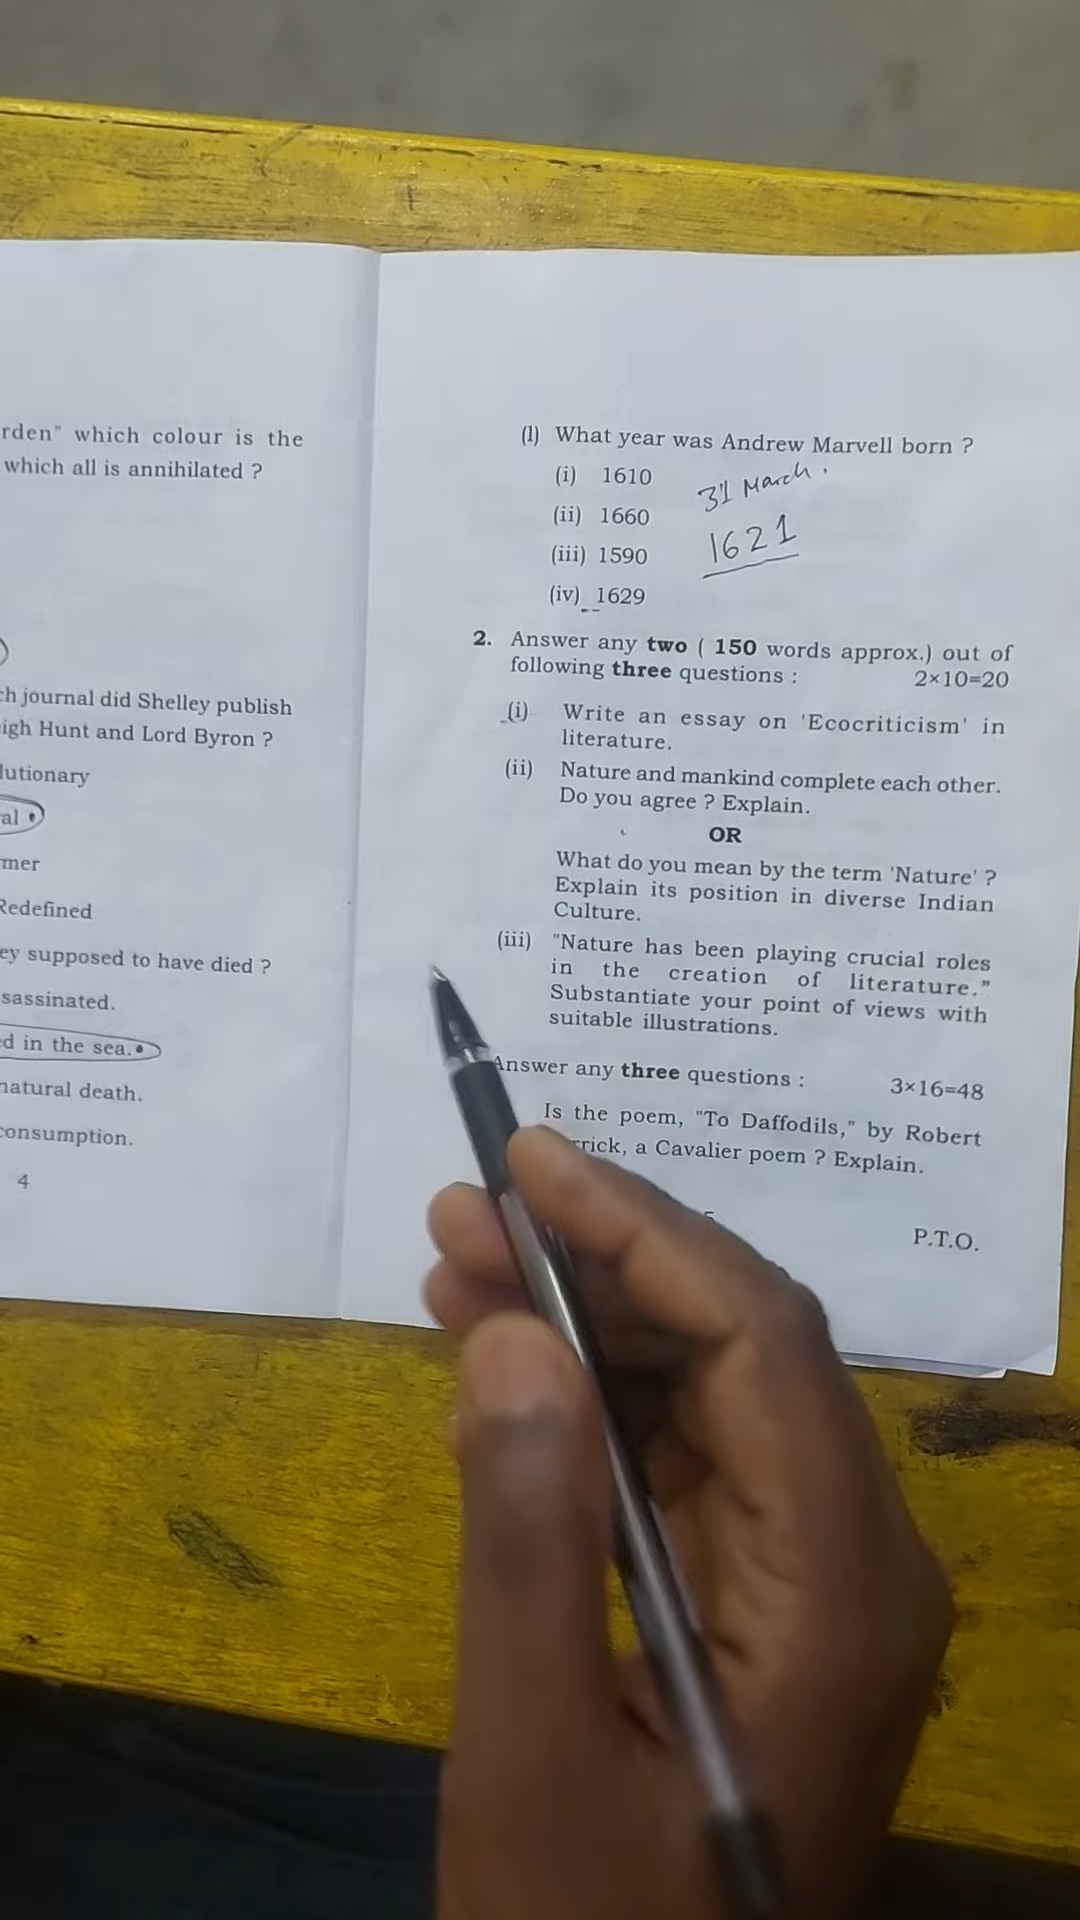 rden" which colour is the
which all is annihilated ?
ch journal did Shelley publish
eigh Hunt and Lord Byron ?
lutionary
al
mer
Redefined
ey supposed to have died ?
sassinated.
d in the sea.
natural death.
consumption.
4
(l) What year was Andrew Marvell born ?
(i) 1610
31 March.
(ii) 1660
1621
(iii) 1590
(iv) 1629
2. Answer any two ( 150 words approx.) out of
following three questions : 2×10=20
(i) Write an essay on 'Ecocriticism' in
literature.
(ii) Nature and mankind complete each other.
Do you agree ? Explain.
OR
What do you mean by the term 'Nature' ?
Explain its position in diverse Indian
Culture.
(iii) "Nature has been playing crucial roles
in the creation of literature."
Substantiate your point of views with
suitable illustrations.
Answer any three questions : 3×16=48
Is the poem, "To Daffodils," by Robert
rrick, a Cavalier poem ? Explain.
5
P.T.O.